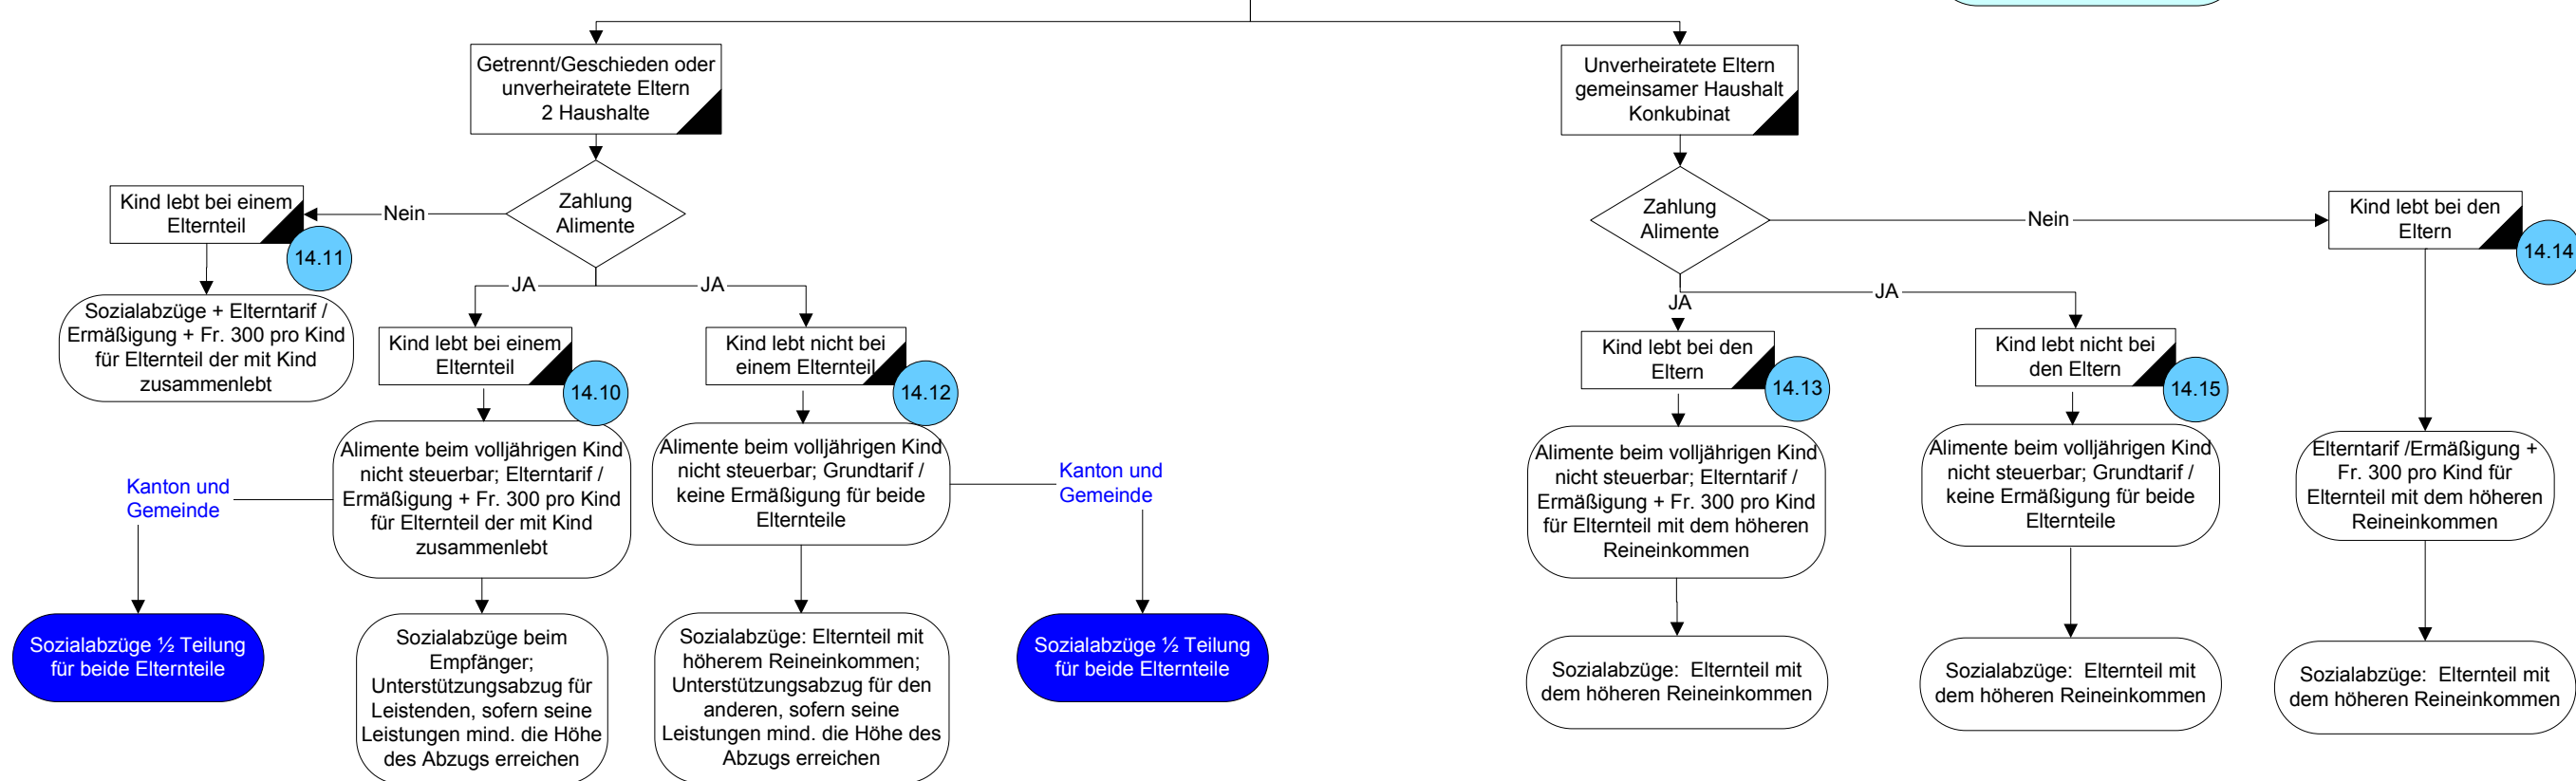 Getrennt/Geschieden oder
unverheiratete Eltern
2 Haushalte
Unverheiratete Eltern
gemeinsamer Haushalt
Konkubinat
Zahlung
Alimente
Nein
Kind lebt bei einem
Elternteil
14.11
Sozialabzüge + Elterntarif /
Ermäßigung + Fr. 300 pro Kind
für Elternteil der mit Kind
zusammenlebt
JA
JA
Kind lebt bei einem
Elternteil
14.10
Kind lebt nicht bei
einem Elternteil
14.12
Alimente beim volljährigen Kind
nicht steuerbar; Elterntarif /
Ermäßigung + Fr. 300 pro Kind
für Elternteil der mit Kind
zusammenlebt
Alimente beim volljährigen Kind
nicht steuerbar; Grundtarif /
keine Ermäßigung für beide
Elternteile
Kanton und
Gemeinde
Kanton und
Gemeinde
Sozialabzüge ½ Teilung
für beide Elternteile
Sozialabzüge beim
Empfänger;
Unterstützungsabzug für
Leistenden, sofern seine
Leistungen mind. die Höhe
des Abzugs erreichen
Sozialabzüge: Elternteil mit
höherem Reineinkommen;
Unterstützungsabzug für den
anderen, sofern seine
Leistungen mind. die Höhe des
Abzugs erreichen
Sozialabzüge ½ Teilung
für beide Elternteile
Zahlung
Alimente
Nein
Kind lebt bei den
Eltern
14.14
JA
JA
Kind lebt bei den
Eltern
14.13
Kind lebt nicht bei
den Eltern
14.15
Alimente beim volljährigen Kind
nicht steuerbar; Elterntarif /
Ermäßigung + Fr. 300 pro Kind
für Elternteil mit dem höheren
Reineinkommen
Alimente beim volljährigen Kind
nicht steuerbar; Grundtarif /
keine Ermäßigung für beide
Elternteile
Elterntarif /Ermäßigung +
Fr. 300 pro Kind für
Elternteil mit dem höheren
Reineinkommen
Sozialabzüge: Elternteil mit
dem höheren Reineinkommen
Sozialabzüge: Elternteil mit
dem höheren Reineinkommen
Sozialabzüge: Elternteil mit
dem höheren Reineinkommen